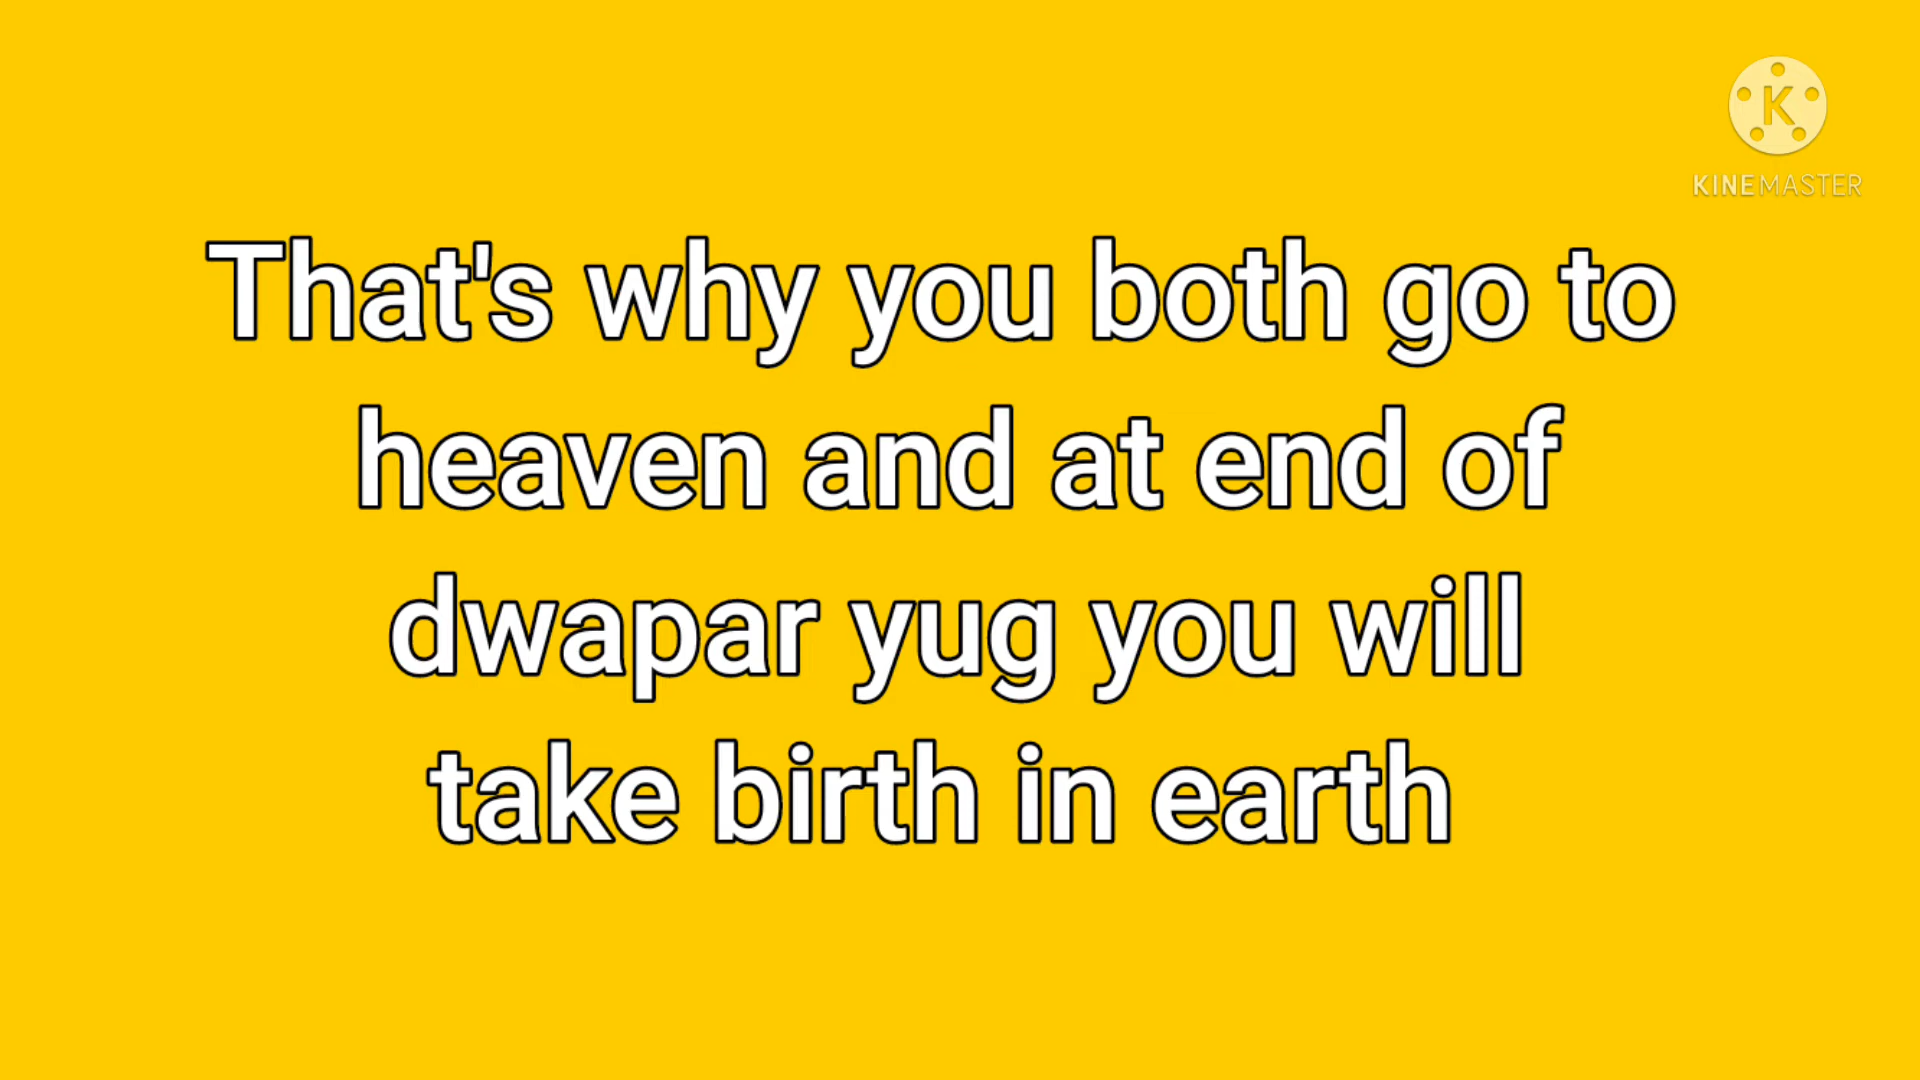 K
KINEMASTER
That's why you both go to
heaven and at end of
dwapar yug you will
take birth in earth